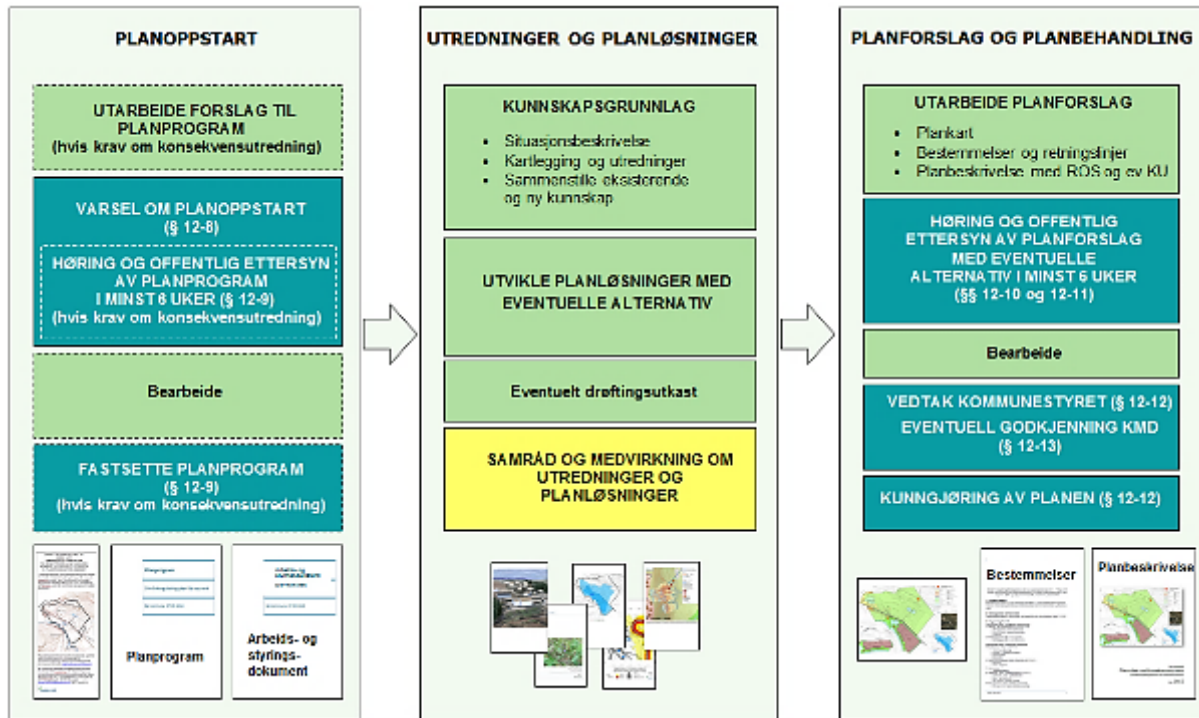 PLANOPPSTART
UTARBEIDE FORSLAG TIL
PLANPROGRAM
(hvis krav om konsekvensutredning)
VARSEL OM PLANOPPSTART
(§ 12-8)
HØRING OG OFFENTLIG ETTERSYN
AV PLANPROGRAM
I MINST 6 UKER (§ 12-9)
(hvis krav om konsekvensutredning)
Bearbeide
FASTSETTE PLANPROGRAM
(§ 12-9)
(hvis krav om konsekvensutredning)
Planprogram
Arbeids- og
styrings-
dokument
UTREDNINGER OG PLANLØSNINGER
KUNNSKAPSGRUNNLAG
• Situasjonsbeskrivelse
• Kartlegging og utredninger
• Sammenstille eksisterende
og ny kunnskap
UTVIKLE PLANLØSNINGER MED
EVENTUELLE ALTERNATIV
Eventuelt drøftingsutkast
SAMRÅD OG MEDVIRKNING OM
UTREDNINGER OG
PLANLØSNINGER
PLANFORSLAG OG PLANBEHANDLING
UTARBEIDE PLANFORSLAG
• Plankart
• Bestemmelser og retningslinjer
• Planbeskrivelse med ROS og ev KU
HØRING OG OFFENTLIG
ETTERSYN AV PLANFORSLAG
MED EVENTUELLE
ALTERNATIV I MINST 6 UKER
(§§ 12-10 og 12-11)
Bearbeide
VEDTAK KOMMUNESTYRET (§ 12-12)
EVENTUELL GODKJENNING KMD
(§ 12-13)
KUNNGJØRING AV PLANEN (§ 12-12)
Bestemmelser
Planbeskrivelse